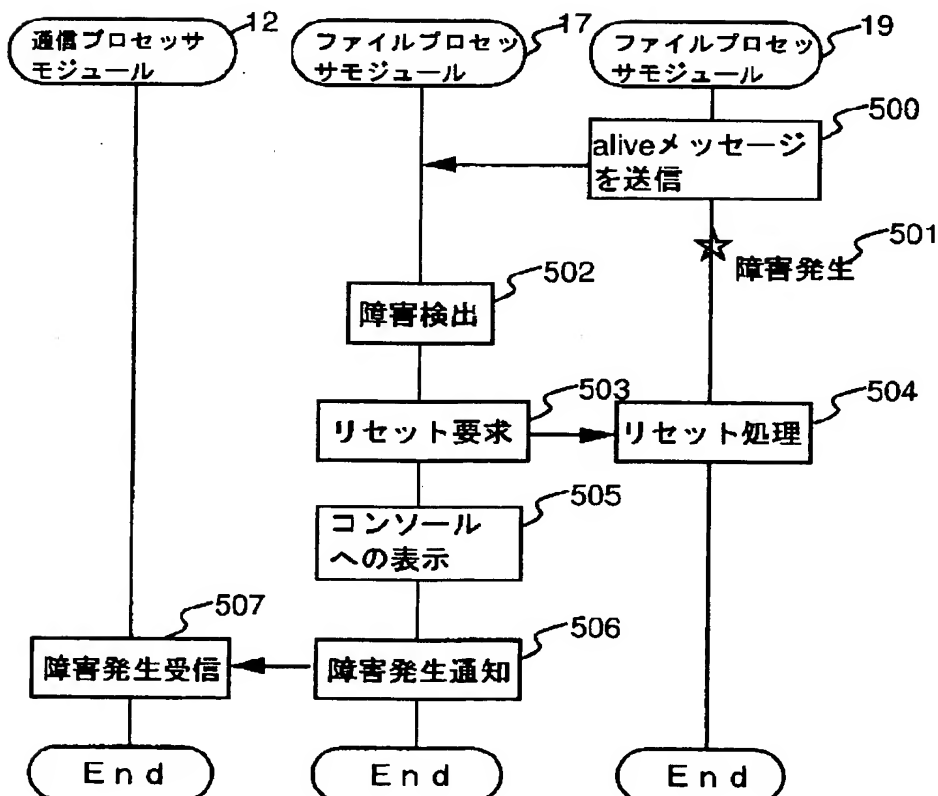 通信プロセッサ
モジュール
12
ファイルプロセッ
サモジュール
17
ファイルプロセッ
サモジュール
19
aliveメッセージ
を送信
500
障害発生
501
障害検出
502
リセット要求
503
リセット処理
504
コンソール
への表示
505
障害発生受信
507
障害発生通知
506
End
End
End